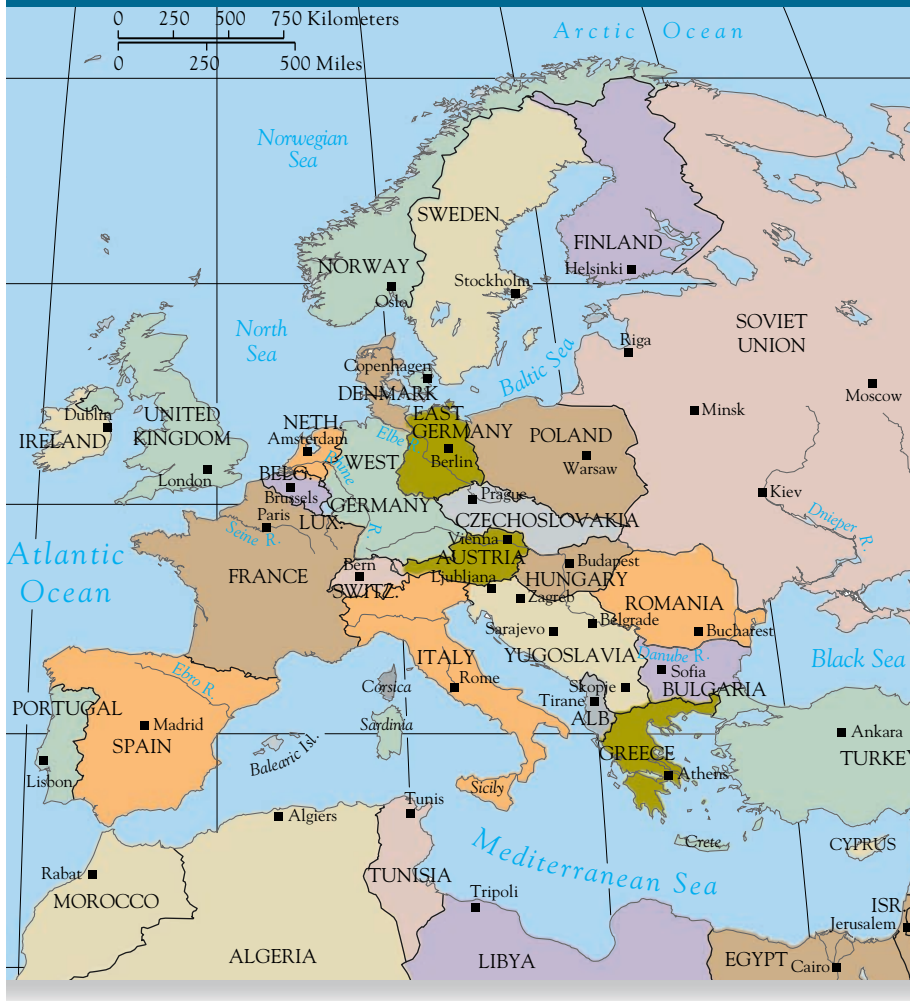 0 250 500 750 Kilometers
0 250 500 Miles
Arctic Ocean
Norwegian
Sea
SWEDEN
FINLAND
Helsinki
NORWAY
Oslo
Stockholm
North
Sea
Baltic Sea
Riga
SOVIET
UNION
Moscow
Minsk
Copenhagen
DENMARK
Dublin
IRELAND
UNITED
KINGDOM
London
NETH.
Amsterdam
EAST
GERMANY
Elbe R.
Berlin
POLAND
Warsaw
WEST
GERMANY
Rhine
R.
BELG.
Brussels
LUX.
Paris
Seine R.
Prague
CZECHOSLOVAKIA
Kiev
Dnieper R.
Vienna
AUSTRIA
Atlantic
Ocean
FRANCE
Bern
SWITZ.
Ljubliana
Budapest
HUNGARY
Zagreb
ROMANIA
Belgrade
Sarajevo
Bucharest
YUGOSLAVIA
Danube R.
Sofia
BULGARIA
Black Sea
ITALY
Rome
Corsica
Sardinia
Skopje
Tirane
ALB.
Ebro R.
PORTUGAL
Madrid
SPAIN
Lisbon
Balearic Isl.
Sicily
GREECE
Athens
Ankara
TURKEY
Crete
CYPRUS
Mediterranean Sea
Algiers
Tunis
Rabat
MOROCCO
TUNISIA
Tripoli
ALGERIA
LIBYA
EGYPT
Cairo
ISR
Jerusalem